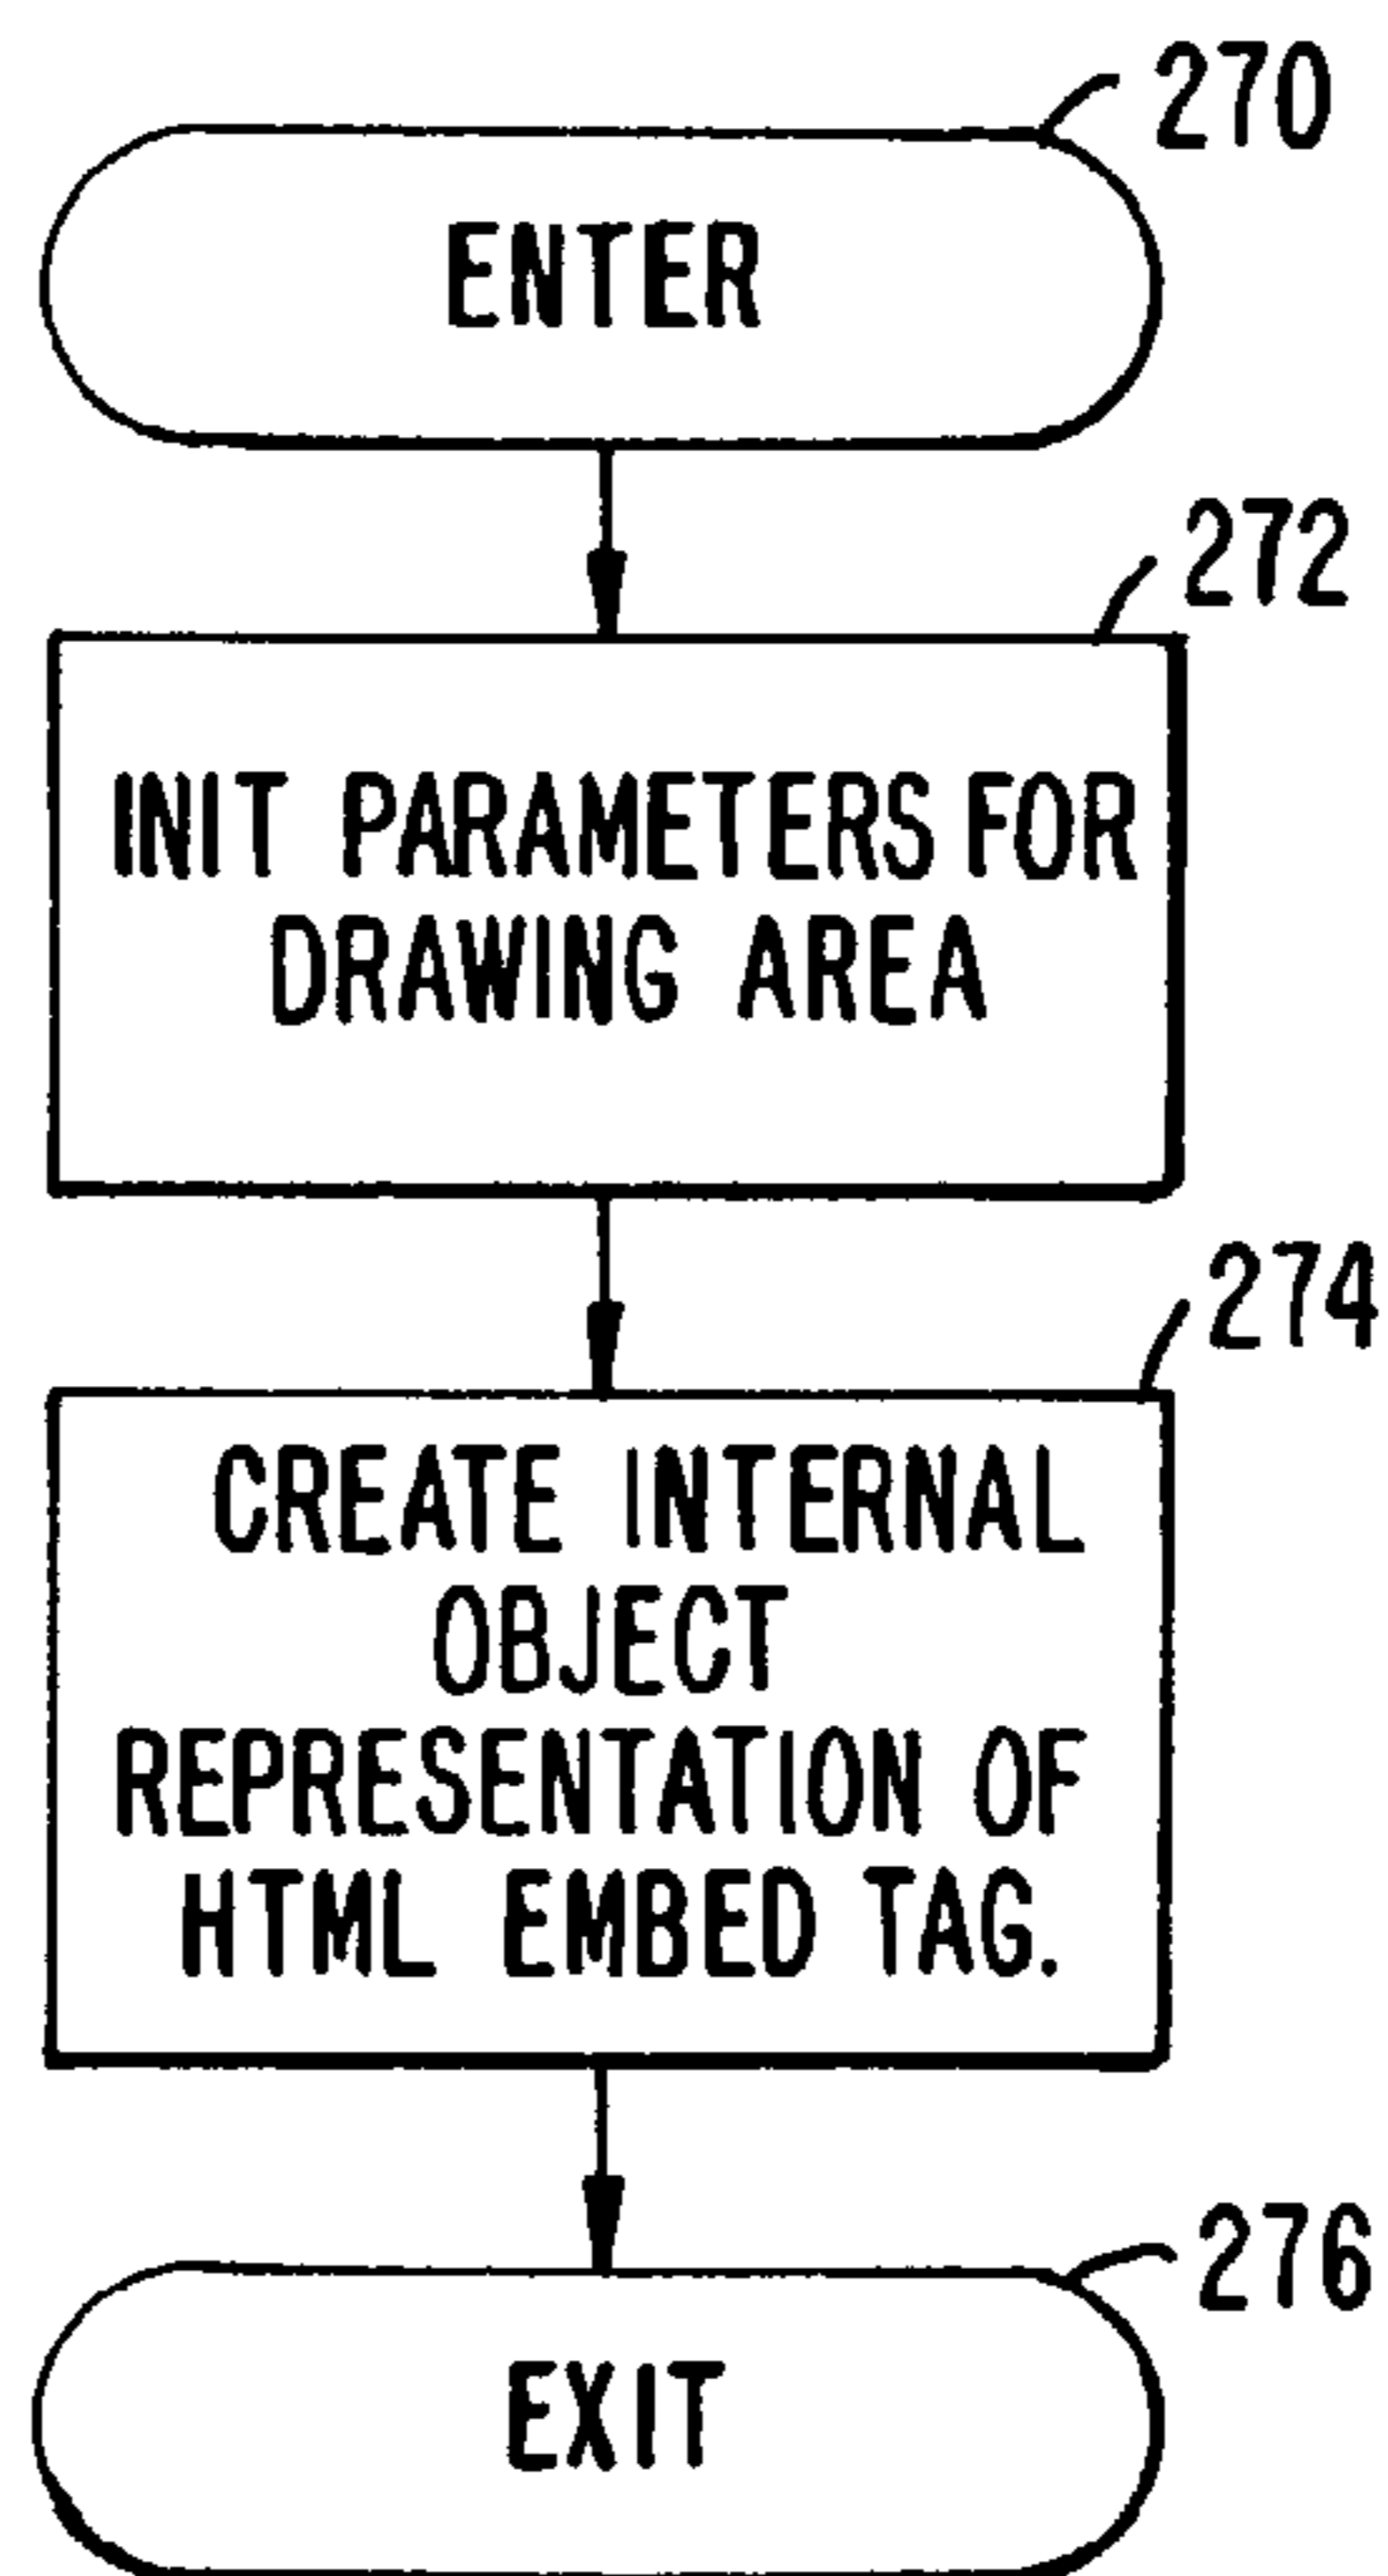 270
ENTER
272
INIT PARAMETERS FOR
DRAWING AREA
274
CREATE INTERNAL
OBJECT
REPRESENTATION OF
HTML EMBED TAG.
276
EXIT